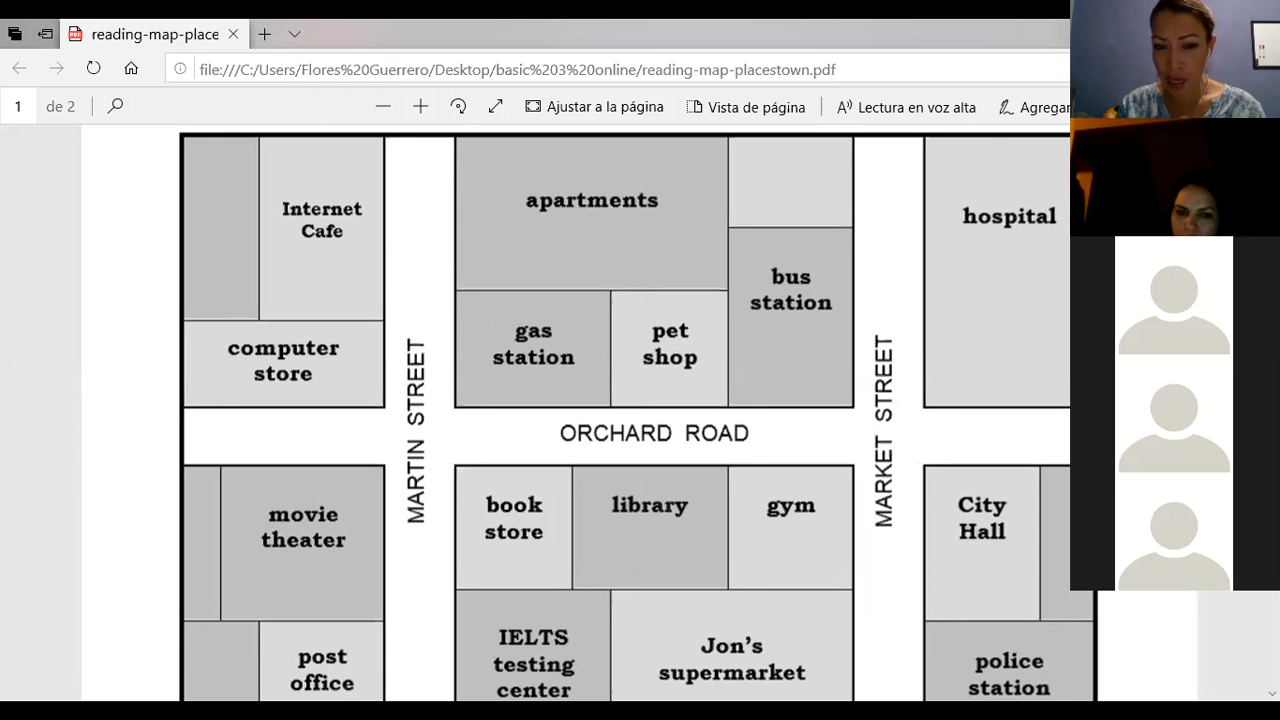 reading-map-place
file:///C:/Users/Flores%20Guerrero/Desktop/basic%203%20online/reading-map-placestown.pdf
1 de 2
Ajustar a la página
Vista de página
Lectura en voz alta
Agregar
Internet
Cafe
apartments
hospital
bus
station
gas
station
pet
shop
computer
store
MARTIN STREET
ORCHARD ROAD
MARKET STREET
movie
theater
book
store
library
gym
City
Hall
post
office
IELTS
testing
center
Jon's
supermarket
police
station